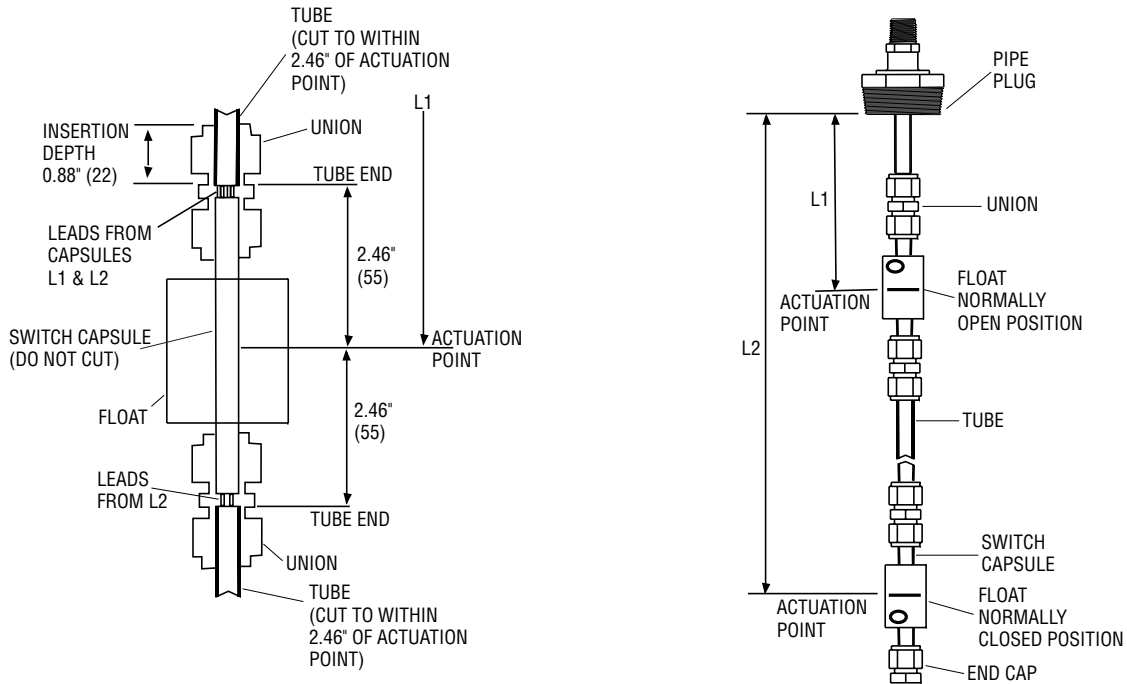 TUBE
(CUT TO WITHIN
2.46" OF ACTUATION
POINT)
L1
INSERTION
DEPTH
0.88" (22)
UNION
TUBE END
LEADS FROM
CAPSULES
L1 & L2
2.46"
(55)
SWITCH CAPSULE
(DO NOT CUT)
ACTUATION
POINT
FLOAT
2.46"
(55)
LEADS
FROM L2
TUBE END
UNION
TUBE
(CUT TO WITHIN
2.46" OF ACTUATION
POINT)
PIPE
PLUG
L1
UNION
ACTUATION
POINT
FLOAT
NORMALLY
OPEN POSITION
L2
TUBE
SWITCH
CAPSULE
ACTUATION
POINT
FLOAT
NORMALLY
CLOSED POSITION
END CAP